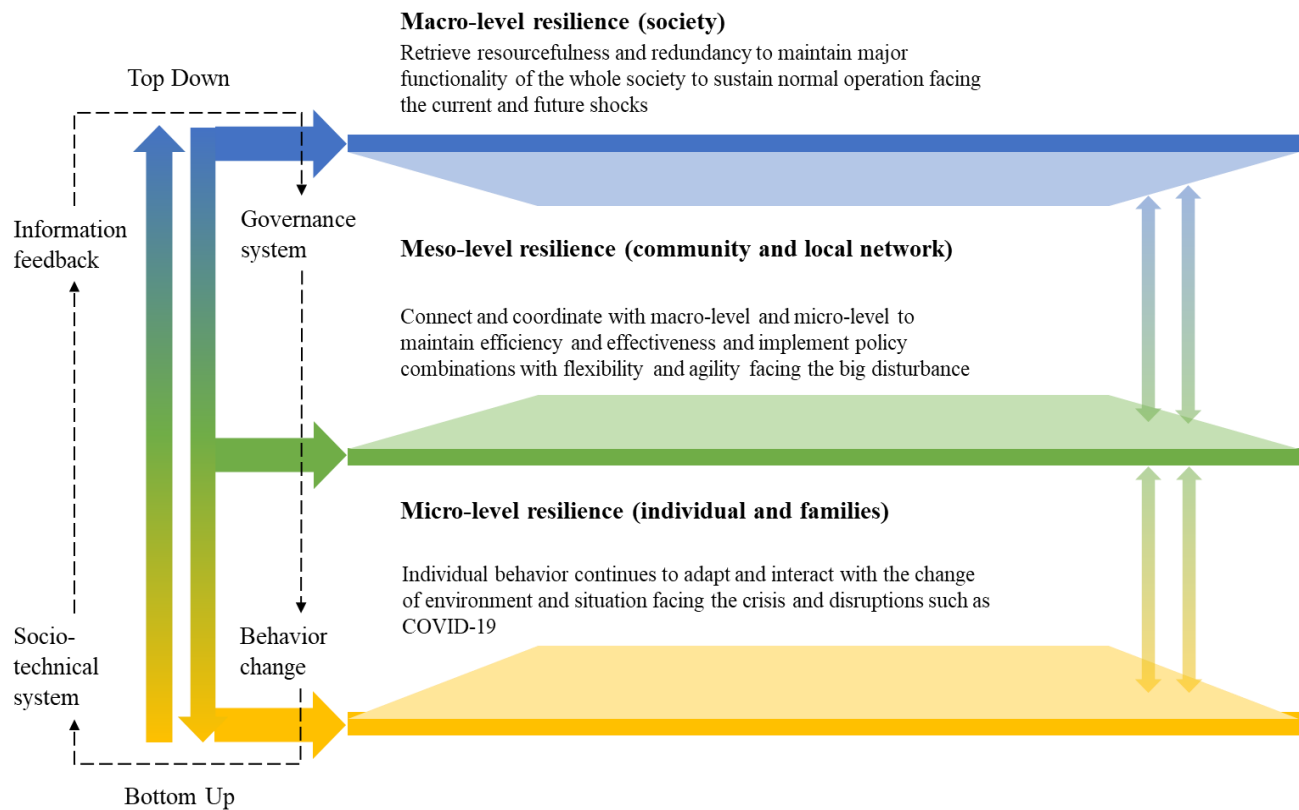 Macro-level resilience (society)
Retrieve resourcefulness and redundancy to maintain major
functionality of the whole society to sustain normal operation facing
the current and future shocks
Top Down
Information
feedback
Governance
system
Meso-level resilience (community and local network)
Connect and coordinate with macro-level and micro-level to
maintain efficiency and effectiveness and implement policy
combinations with flexibility and agility facing the big disturbance
Micro-level resilience (individual and families)
Individual behavior continues to adapt and interact with the change
of environment and situation facing the crisis and disruptions such as
COVID-19
Socio-
technical
system
Behavior
change
Bottom Up